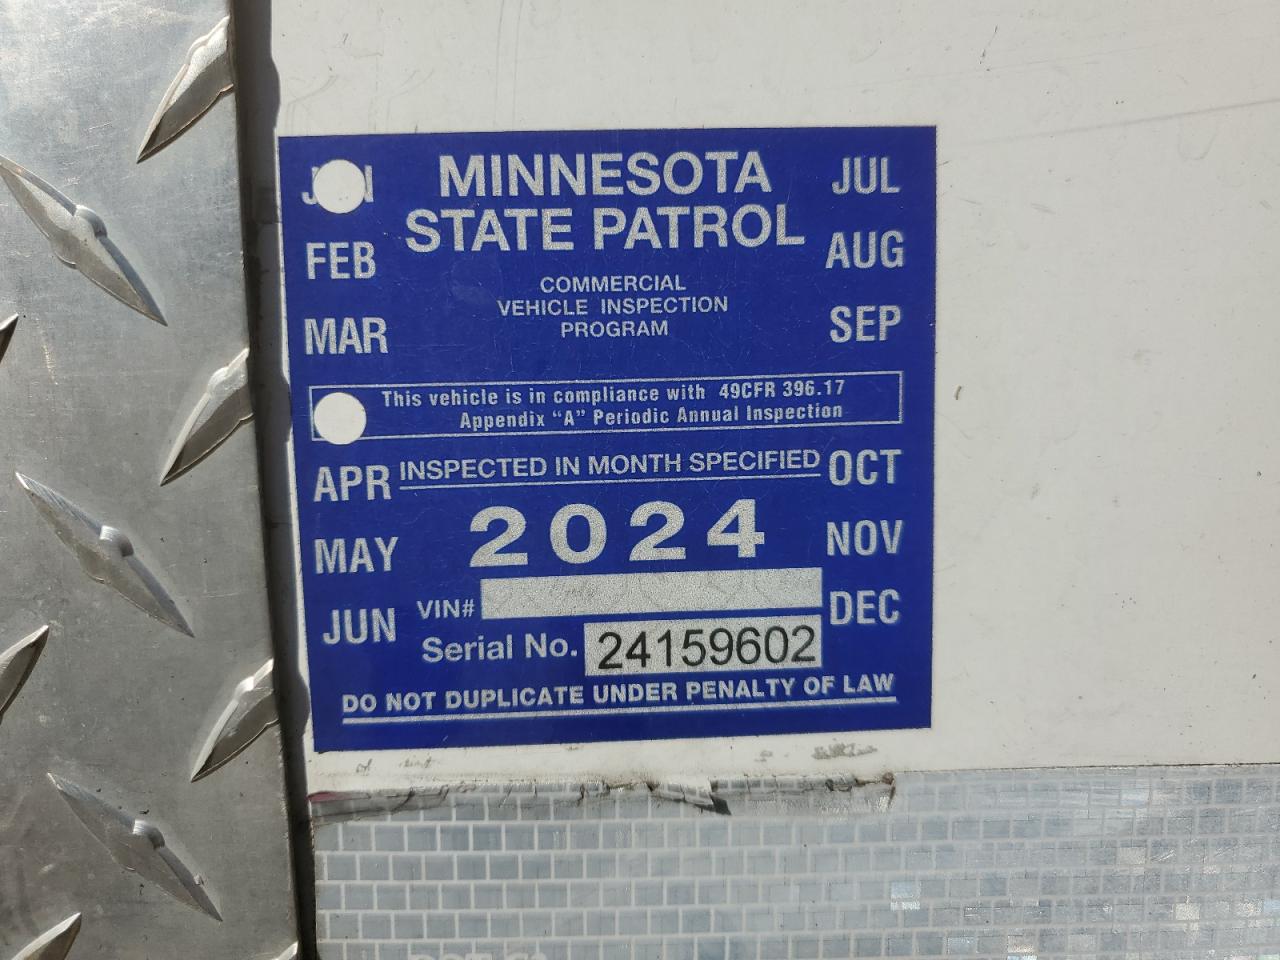 MINNESOTA
STATE PATROL
COMMERCIAL
VEHICLE INSPECTION
PROGRAM
FEB
MAR
JUL
AUG
SEP
This vehicle is in compliance with 49CFR 396.17
Appendix "A" Periodic Annual Inspection
INSPECTED IN MONTH SPECIFIED
APR
MAY
JUN
OCT
NOV
DEC
2024
VIN#
Serial No. 24159602
DO NOT DUPLICATE UNDER PENALTY OF LAW